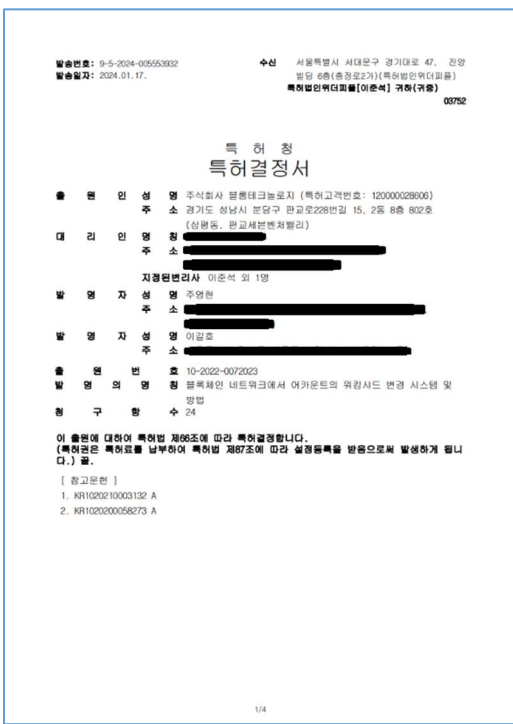 발송번호: 9-5-2024-005553932
발송일자: 2024.01.17.
수신 서울특별시 서대문구 경기대로 47, 진양
빌딩 6층(충정로2가)(특허법인위더피플)
특허법인위더피플[이준석] 귀하(귀중)
03752
특 허 청
특허결정서
출 원 인 성 명 주식회사 블룸테크놀로지 (특허고객번호: 120000028606)
주 소 경기도 성남시 분당구 판교로228번길 15, 2동 8층 802호
(삼평동, 판교세븐벤처밸리)
대 리 인 명 칭
주 소
지정된변리사 이준석 외 1명
발 명 자 성 명 주영현
주 소
발 명 자 성 명 이길호
주 소
출 원 번 호 10-2022-0072023
발 명 의 명 칭 블록체인 네트워크에서 어카운트의 워킹샤드 변경 시스템 및
방법
청 구 항 수 24
이 출원에 대하여 특허법 제66조에 따라 특허결정합니다.
(특허권은 특허료를 납부하여 특허법 제87조에 따라 설정등록을 받음으로써 발생하게 됩니
다.) 끝.
[ 참고문헌 ]
1. KR1020210003132 A
2. KR1020200058273 A
1/4